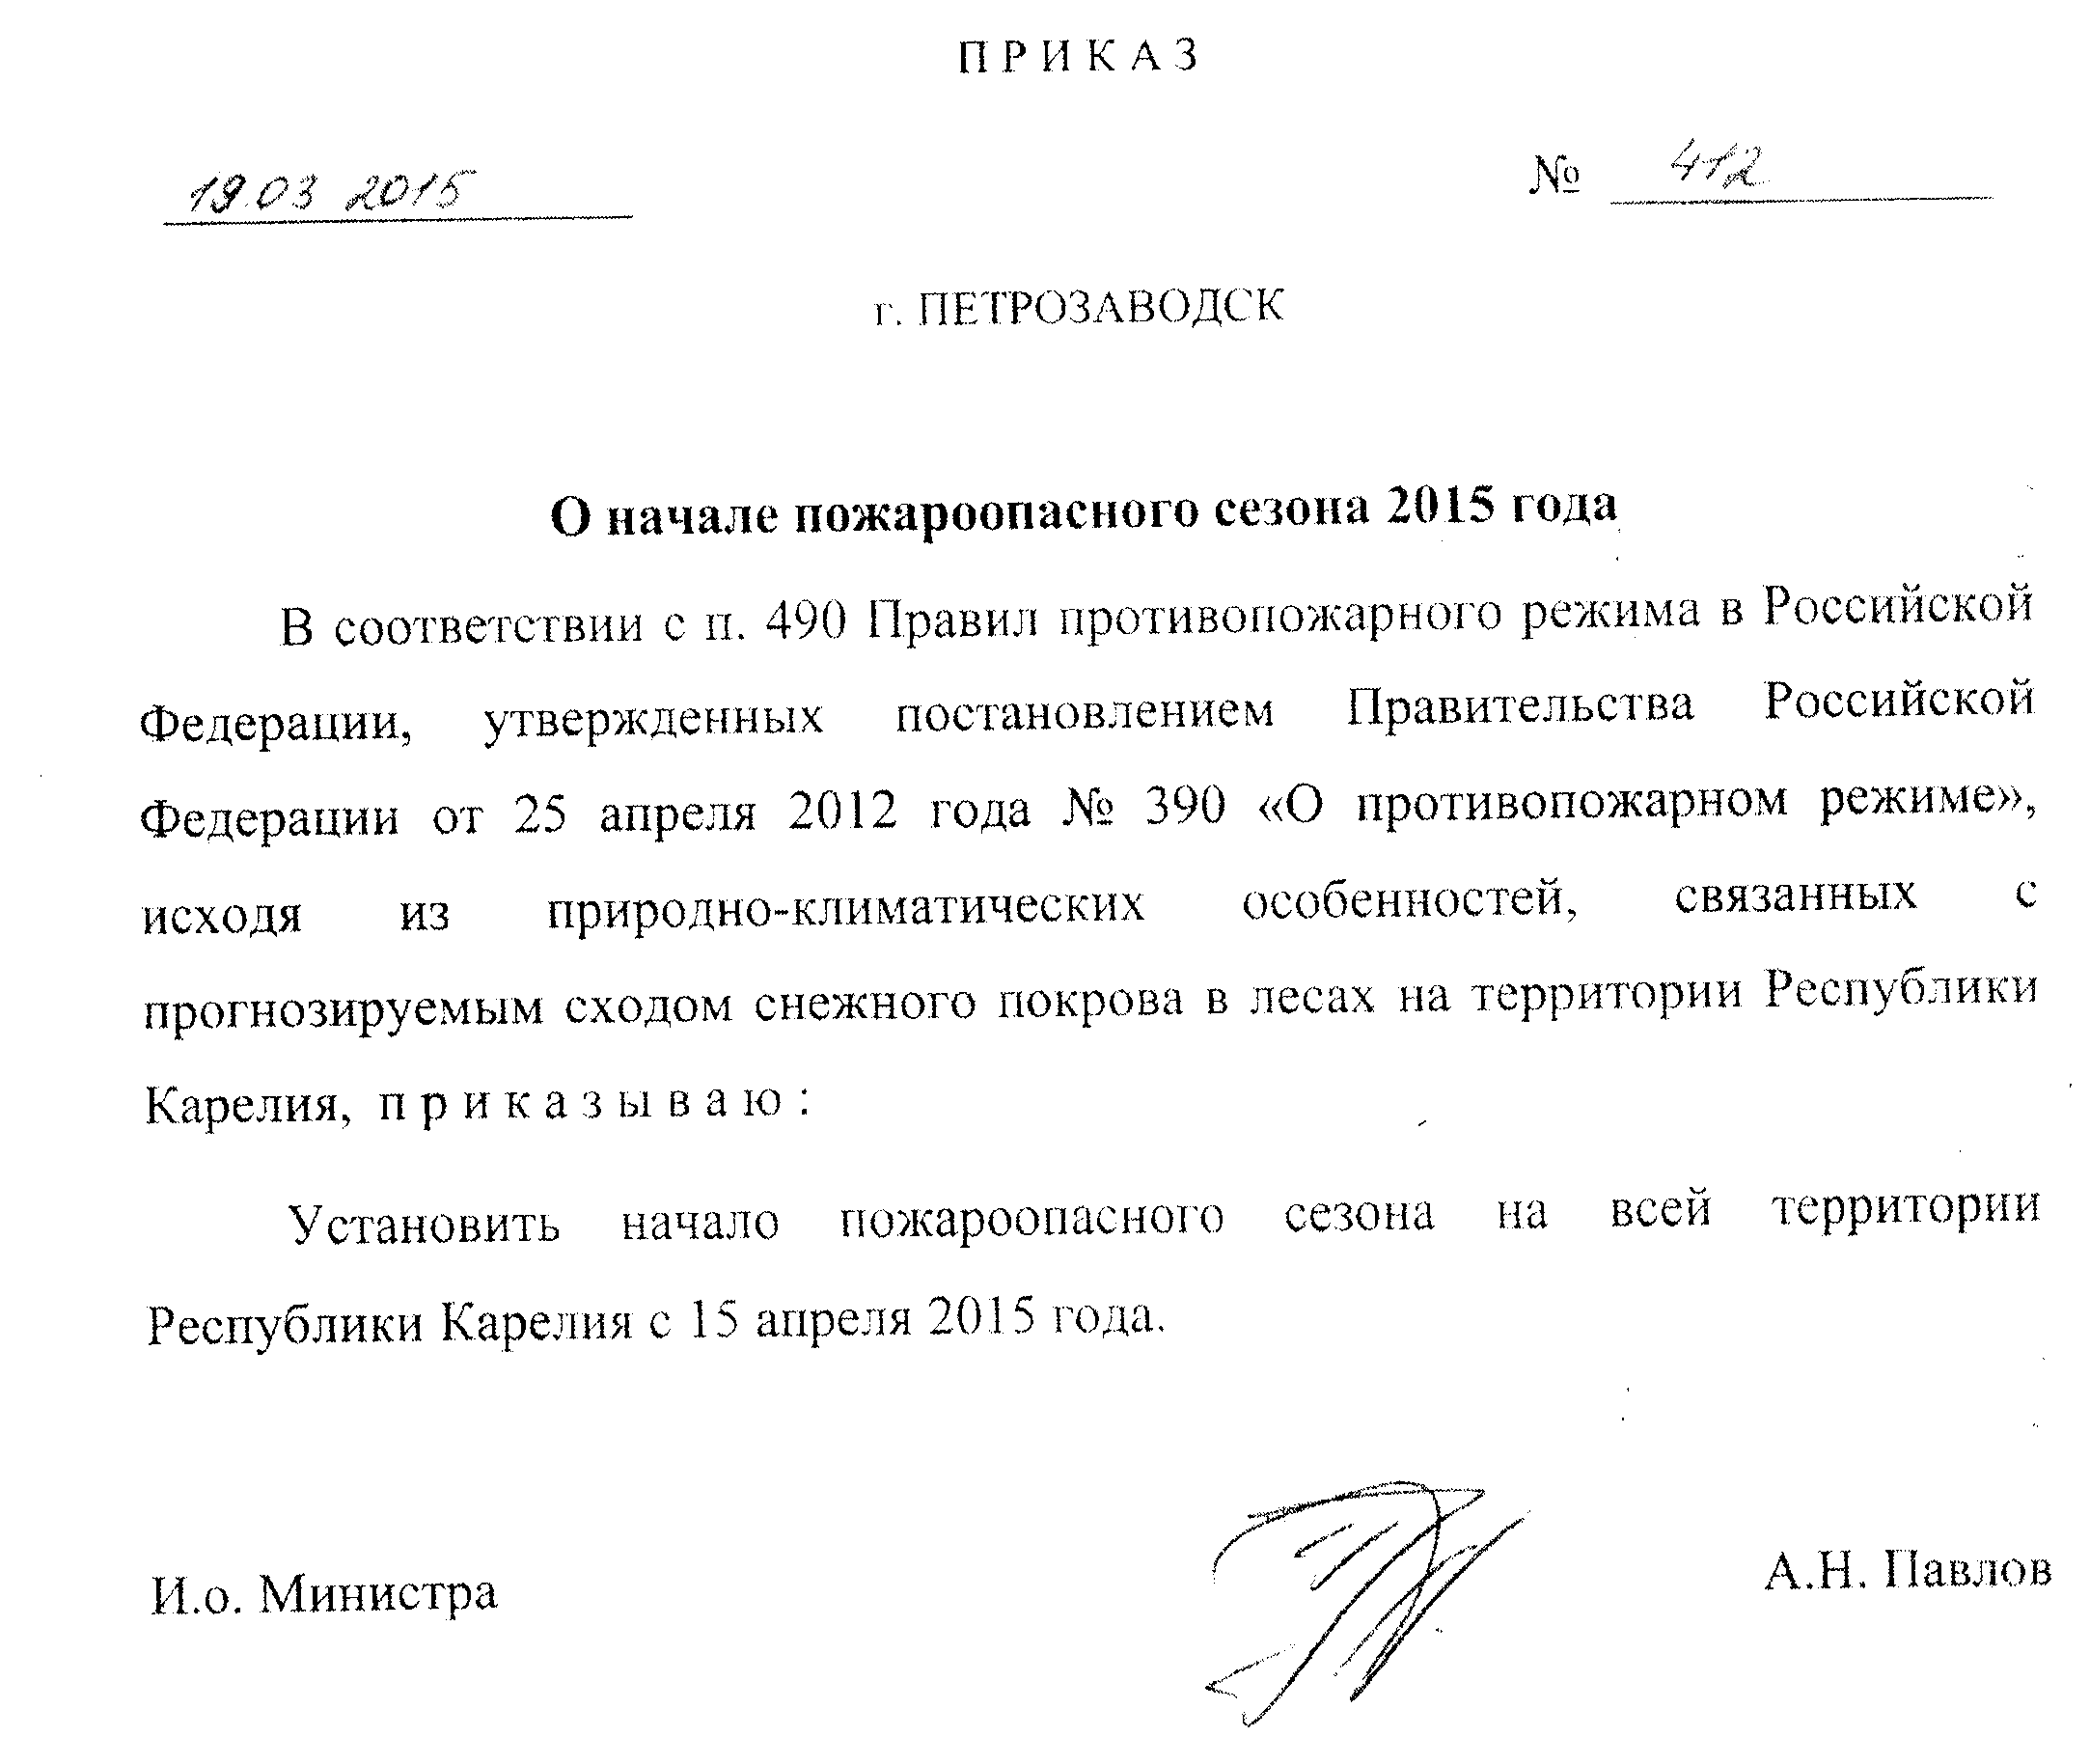 П Р И К А З
19.03 2015
№ 412
г. ПЕТРОЗАВОДСК
О начале пожароопасного сезона 2015 года
В соответствии с п. 490 Правил противопожарного режима в Российской
Федерации, утвержденных постановлением Правительства Российской
Федерации от 25 апреля 2012 года № 390 «О противопожарном режиме»,
исходя из природно-климатических особенностей, связанных с
прогнозируемым сходом снежного покрова в лесах на территории Республики
Карелия, п р и к а з ы в а ю :
Установить начало пожароопасного сезона на всей территории
Республики Карелия с 15 апреля 2015 года.
И.о. Министра
А.Н. Павлов